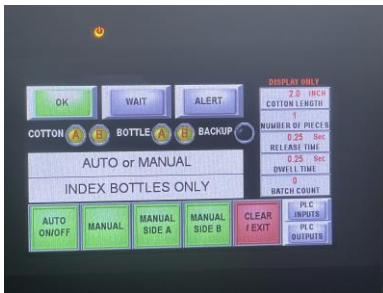 DISPLAY ONLY
OK
WAIT
ALERT
2.0 INCH
COTTON LENGTH
1
NUMBER OF PIECES
COTTON A B BOTTLE A B BACKUP
0.25 Sec
RELEASE TIME
AUTO or MANUAL
0.25 Sec
DWELL TIME
INDEX BOTTLES ONLY
0
BATCH COUNT
AUTO
ON/OFF
MANUAL
MANUAL
SIDE A
MANUAL
SIDE B
CLEAR
/ EXIT
PLC
INPUTS
PLC
OUTPUTS